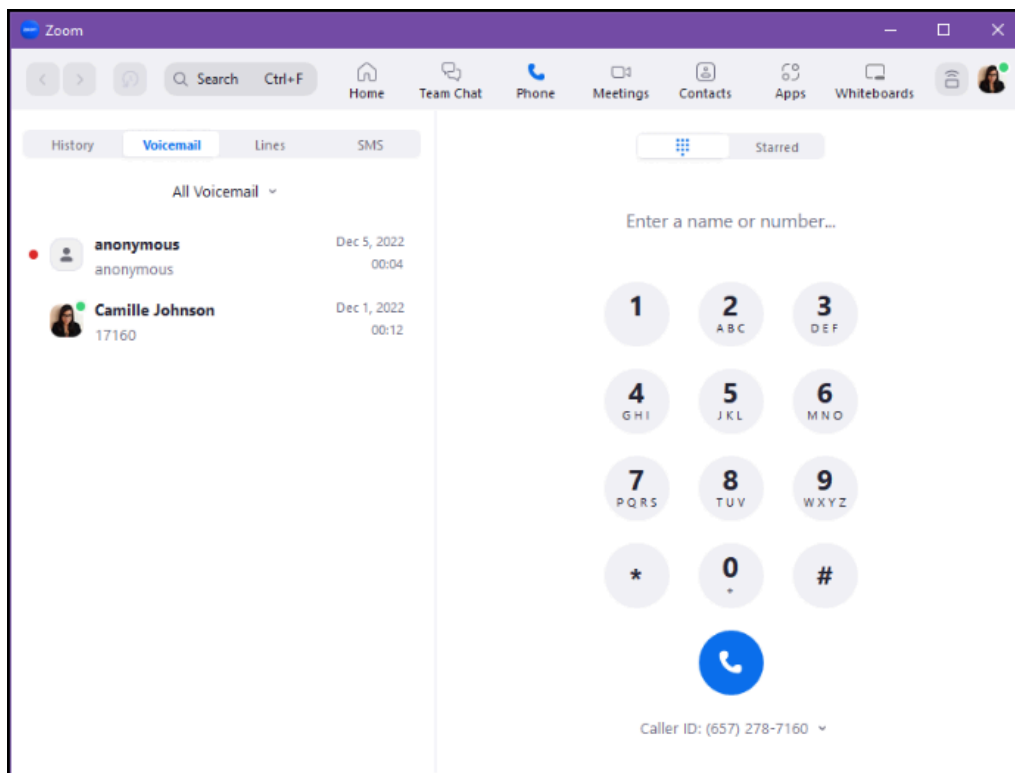 Zoom
Search Ctrl+F
Home
Team Chat
Phone
Meetings
Contacts
Apps
Whiteboards
History
Voicemail
Lines
SMS
All Voicemail
anonymous
Dec 5, 2022
anonymous
00:04
Camille Johnson
Dec 1, 2022
17160
00:12
Starred
Enter a name or number...
1
2
3
ABC
DEF
4
5
6
GHI
JKL
MNO
7
8
9
PQRS
TUV
WXYZ
*
0
#
+
Caller ID: (657) 278-7160